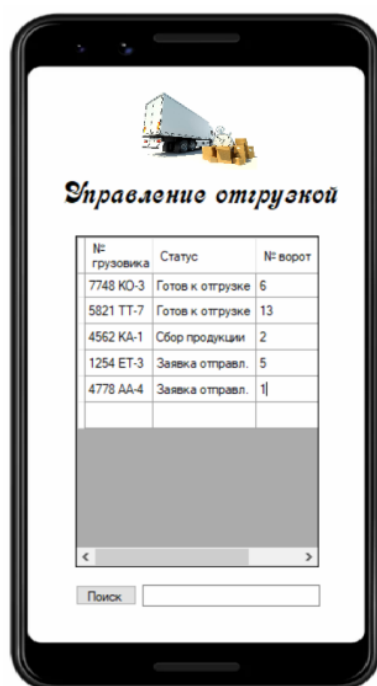 Управление отгрузкой
№ грузовика Статус № ворот
7748 КО-3 Готов к отгрузке 6
5821 ТТ-7 Готов к отгрузке 13
4562 КА-1 Сбор продукции 2
1254 ЕТ-3 Заявка отправл. 5
4778 АА-4 Заявка отправл. 1
Поиск